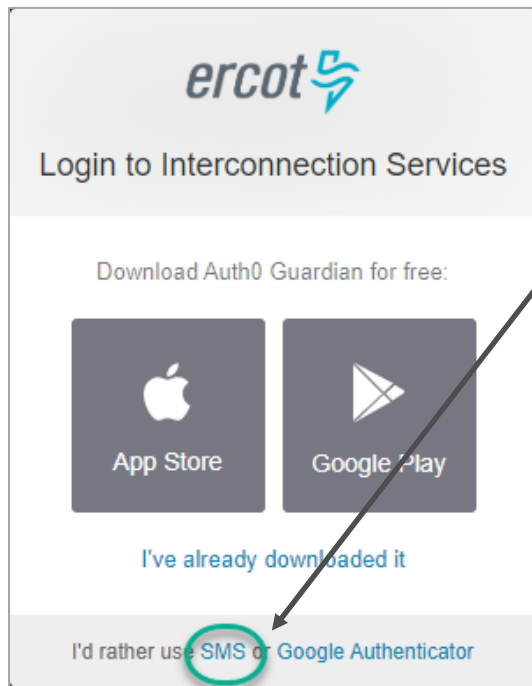 ercot
Login to Interconnection Services
Download Auth0 Guardian for free:
App Store
Google Play
I've already downloaded it
I'd rather use SMS or Google Authenticator